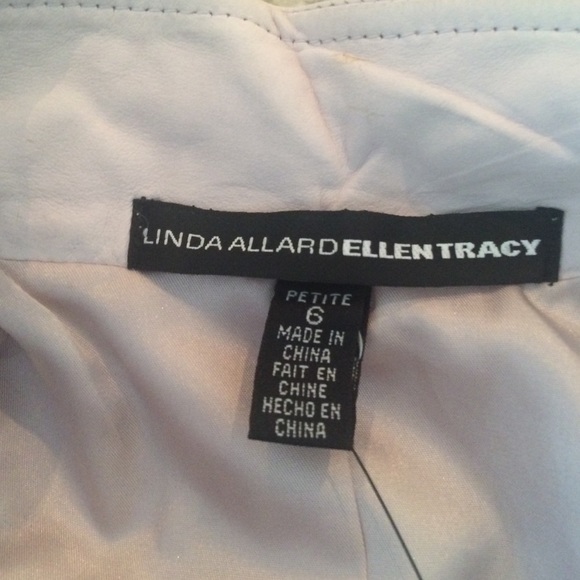 LINDA ALLARD ELLEN TRACY
PETITE
6
MADE IN
CHINA
FAIT EN
CHINE
HECHO EN
CHINA